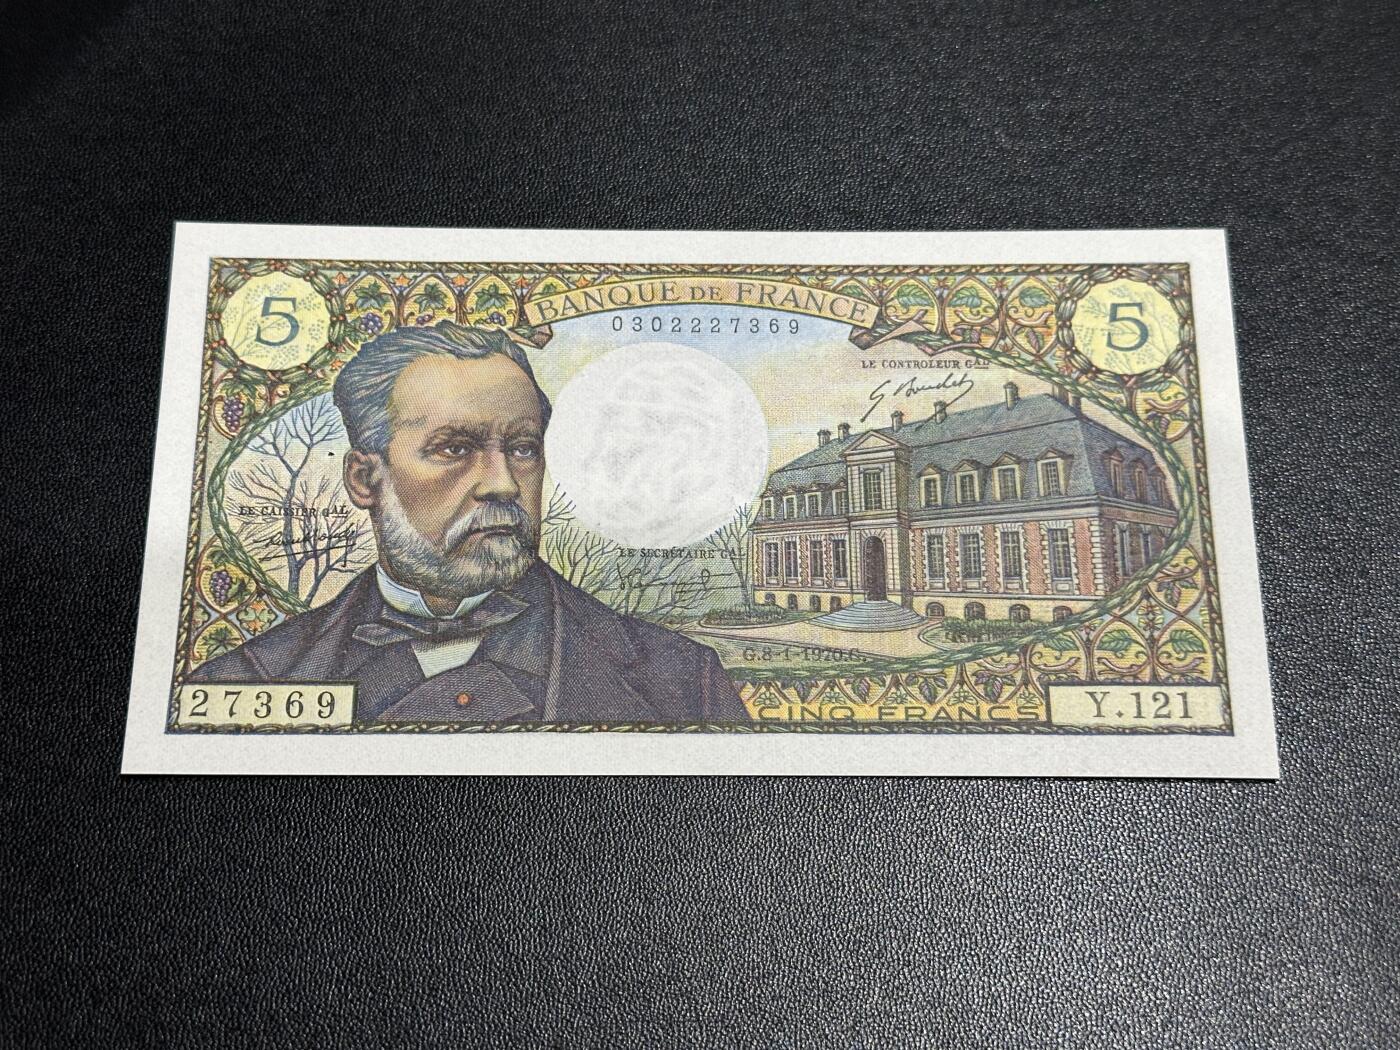 BANQUE DE FRANCE
5
5
0302227369
LE CONTROLEUR GAL
G Bouchet
LE CAISSIER GAL
LE SECRÉTAIRE GAL
G.8-1-1970.G.
27369
CINQ FRANCS
Y.121